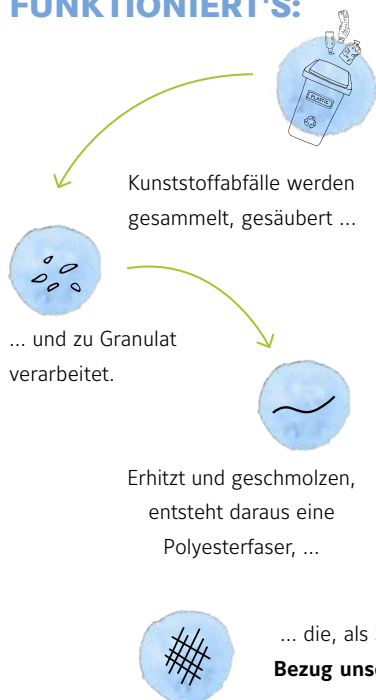 FUNKTIONIERT'S:
PLASTIC
Kunststoffabfälle werden
gesammelt, gesäubert ...
... und zu Granulat
verarbeitet.
Erhitzt und geschmolzen,
entsteht daraus eine
Polyesterfaser, ...
... die, als
Bezug